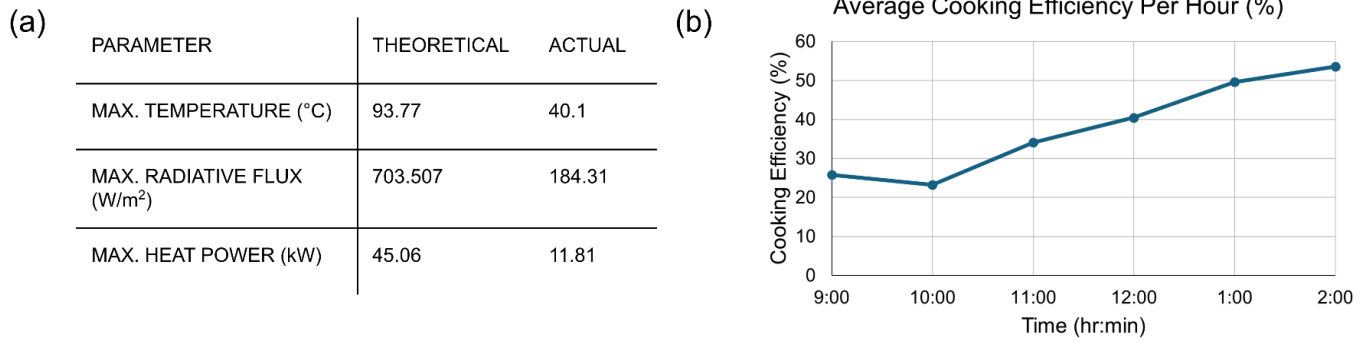 (a)
PARAMETER THEORETICAL ACTUAL
MAX. TEMPERATURE (°C) 93.77 40.1
MAX. RADIATIVE FLUX 703.507 184.31
(W/m²)
MAX. HEAT POWER (kW) 45.06 11.81
(b)
Average Cooking Efficiency Per Hour (%)
Cooking Efficiency (%)
60
50
40
30
20
10
0
9:00 10:00 11:00 12:00 1:00 2:00
Time (hr:min)